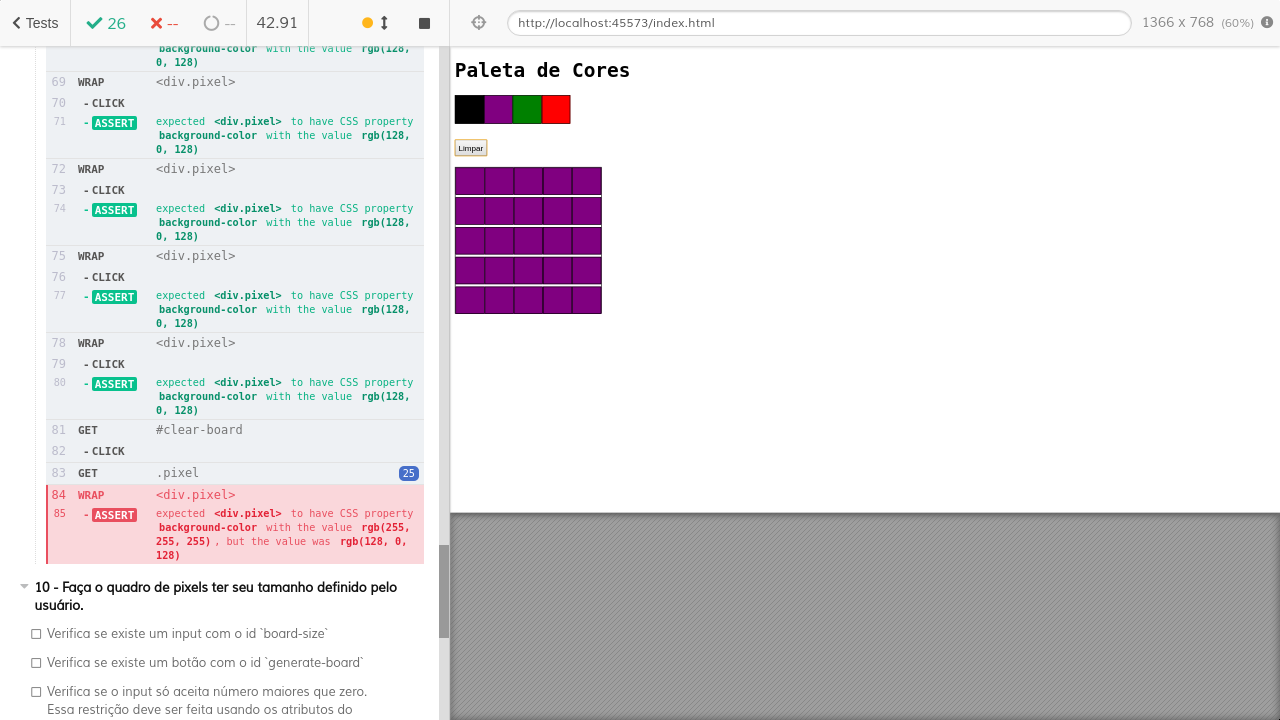 Tests
26
--
--
42.91
http://localhost:45573/index.html
1366 x 768 (60%)
background-color with the value rgb(128,
0, 128)
69 WRAP <div.pixel>
70 - CLICK
71 - ASSERT expected <div.pixel> to have CSS property
background-color with the value rgb(128,
0, 128)
72 WRAP <div.pixel>
73 - CLICK
74 - ASSERT expected <div.pixel> to have CSS property
background-color with the value rgb(128,
0, 128)
75 WRAP <div.pixel>
76 - CLICK
77 - ASSERT expected <div.pixel> to have CSS property
background-color with the value rgb(128,
0, 128)
78 WRAP <div.pixel>
79 - CLICK
80 - ASSERT expected <div.pixel> to have CSS property
background-color with the value rgb(128,
0, 128)
81 GET #clear-board
82 - CLICK
83 GET .pixel 25
84 WRAP <div.pixel>
85 - ASSERT expected <div.pixel> to have CSS property
background-color with the value rgb(255,
255, 255) , but the value was rgb(128, 0,
128)
10 - Faça o quadro de pixels ter seu tamanho definido pelo
usuário.
Verifica se existe um input com o id `board-size`
Verifica se existe um botão com o id `generate-board`
Verifica se o input só aceita número maiores que zero.
Essa restrição deve ser feita usando os atributos do
Paleta de Cores
Limpar